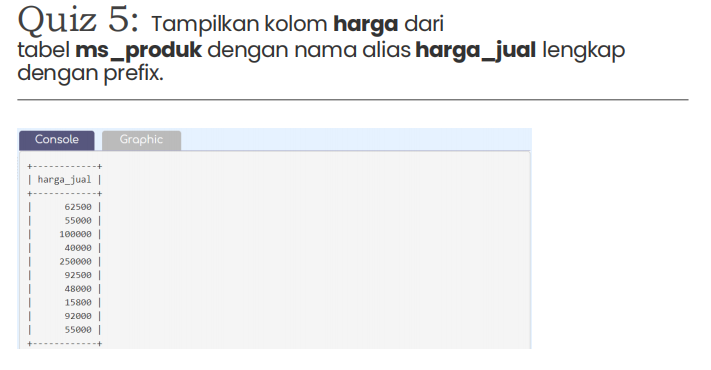 Quiz 5: Tampilkan kolom harga dari
tabel ms_produk dengan nama alias harga_jual lengkap
dengan prefix.
Console Graphic
+------------+
| harga_jual |
+------------+
|      62500 |
|      55000 |
|     100000 |
|      40000 |
|     250000 |
|      92500 |
|      48000 |
|      15800 |
|      92000 |
|      55000 |
+------------+